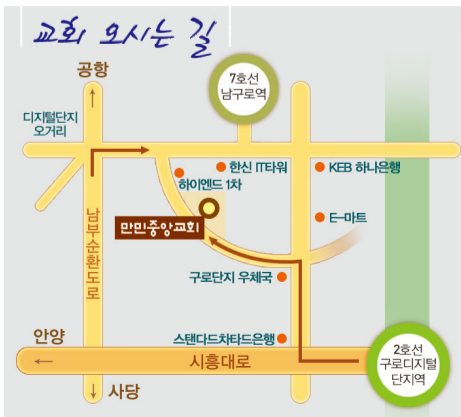 교회 오시는 길
공항
7호선
남구로역
디지털단지
오거리
한신 IT타워
KEB 하나은행
하이엔드 1차
E-마트
만민중앙교회
남부순환도로
구로단지 우체국
안양
스탠다드차타드은행
시흥대로
2호선
구로디지털
단지역
사당